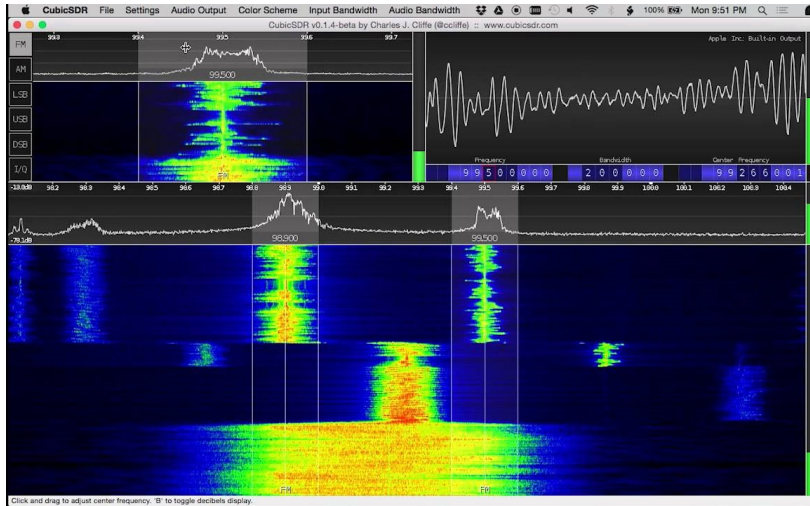 CubicSDR File Settings Audio Output Color Scheme Input Bandwidth Audio Bandwidth 100% Mon 9:51 PM
CubicSDR v0.1.4-beta by Charles J. Cliffe (@ccliffe) :: www.cubicsdr.com
FM
AM
LSB
USB
DSB
I/Q
99.3 99.4 99.5 99.6 99.7
99.500
FM
Apple Inc: Built-in Output
Frequency Bandwidth Center Frequency
99500000 200000 99266001
98.2 98.3 98.4 98.5 98.6 98.7 98.8 98.9 99.0 99.1 99.2 99.3 99.4 99.5 99.6 99.7 99.8 99.9 100.0 100.1 100.2 100.3
98.900 99.500
FM FM
Click and drag to adjust center frequency. 'B' to toggle decibels display.